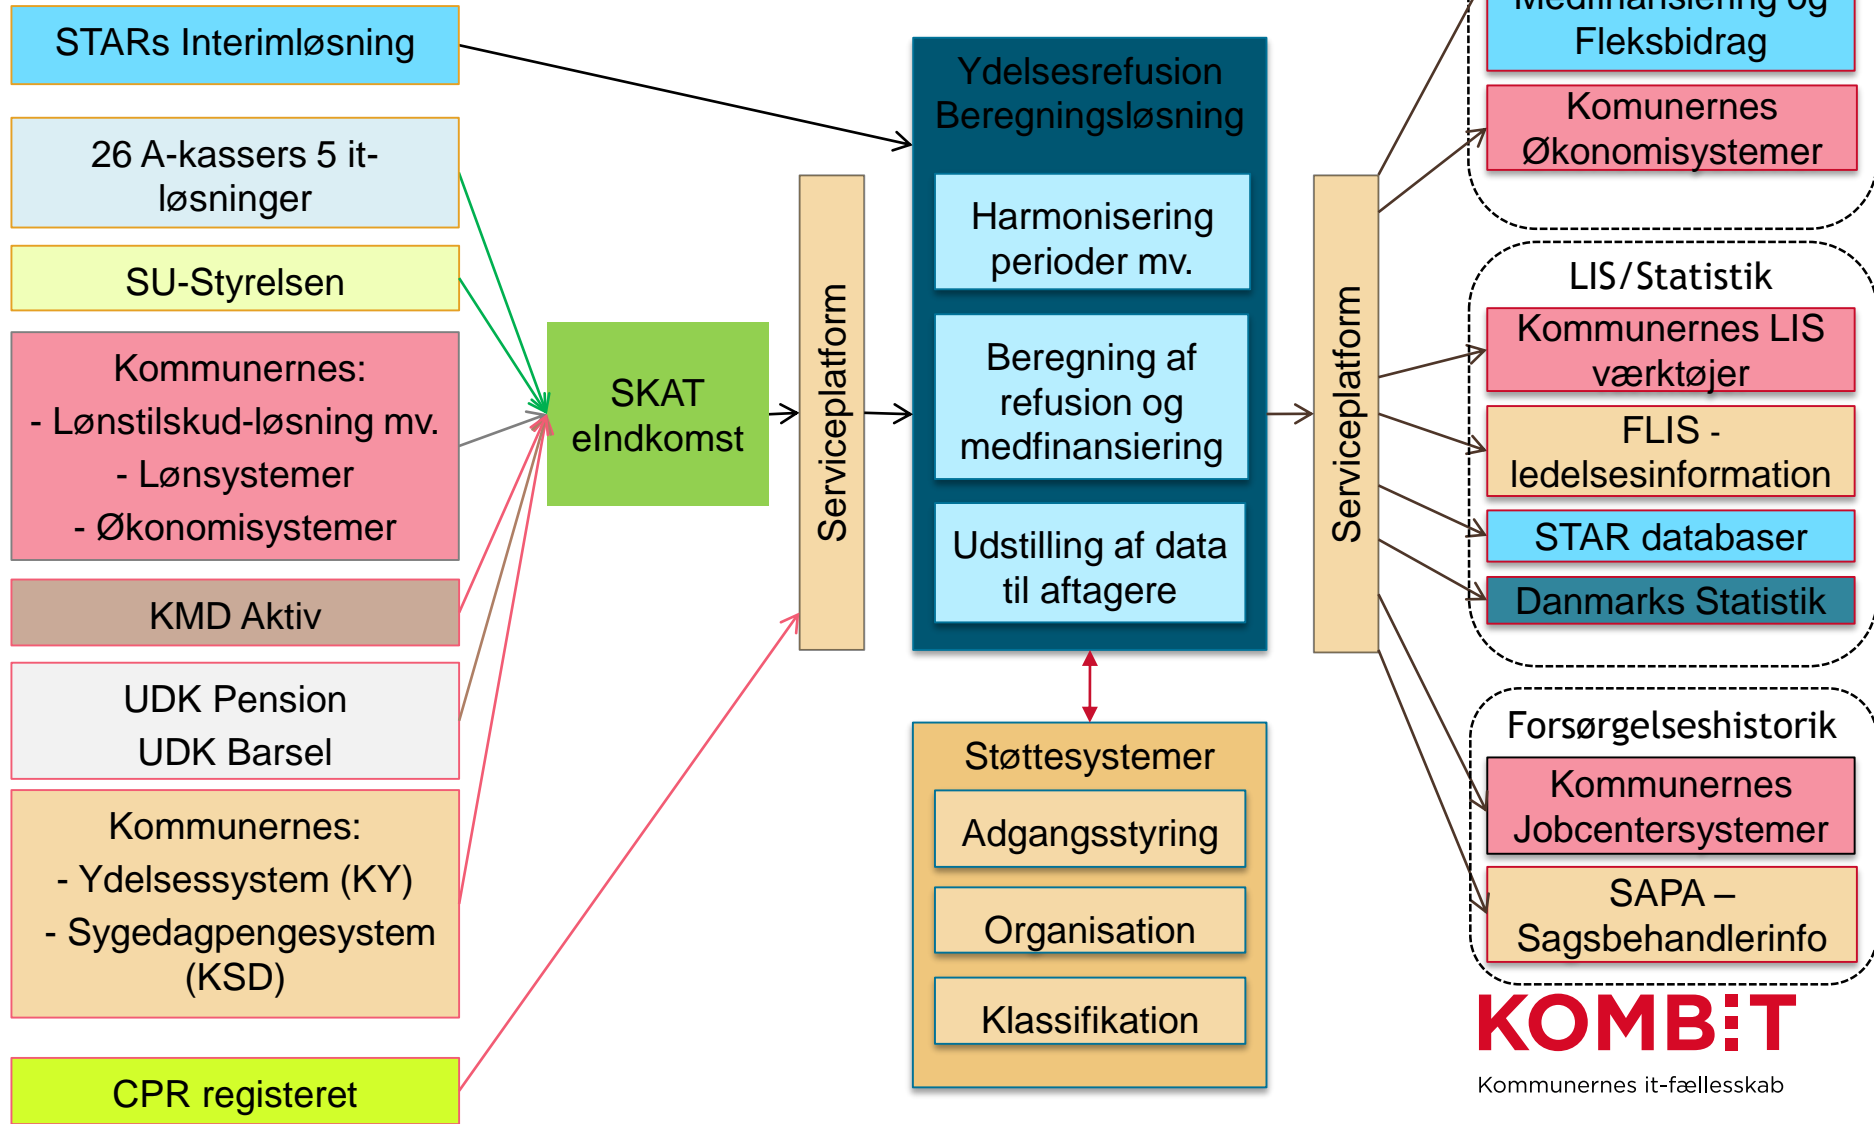 STARs Interimløsning
26 A-kassers 5 it-
løsninger
SU-Styrelsen
Kommunernes:
- Lønstilskud-løsning mv.
- Lønsystemer
- Økonomisystemer
KMD Aktiv
UDK Pension
UDK Barsel
Kommunernes:
- Ydelsessystem (KY)
- Sygedagpengesystem
(KSD)
CPR registeret
SKAT
eIndkomst
Serviceplatform
Ydelsesrefusion
Beregningsløsning
Harmonisering
perioder mv.
Beregning af
refusion og
medfinansiering
Udstilling af data
til aftagere
Støttesystemer
Adgangsstyring
Organisation
Klassifikation
Serviceplatform
Medfinansiering og
Fleksbidrag
Komunernes
Økonomisystemer
LIS/Statistik
Kommunernes LIS
værktøjer
FLIS -
ledelsesinformation
STAR databaser
Danmarks Statistik
Forsørgelseshistorik
Kommunernes
Jobcentersystemer
SAPA –
Sagsbehandlerinfo
KOMBIT
Kommunernes it-fællesskab